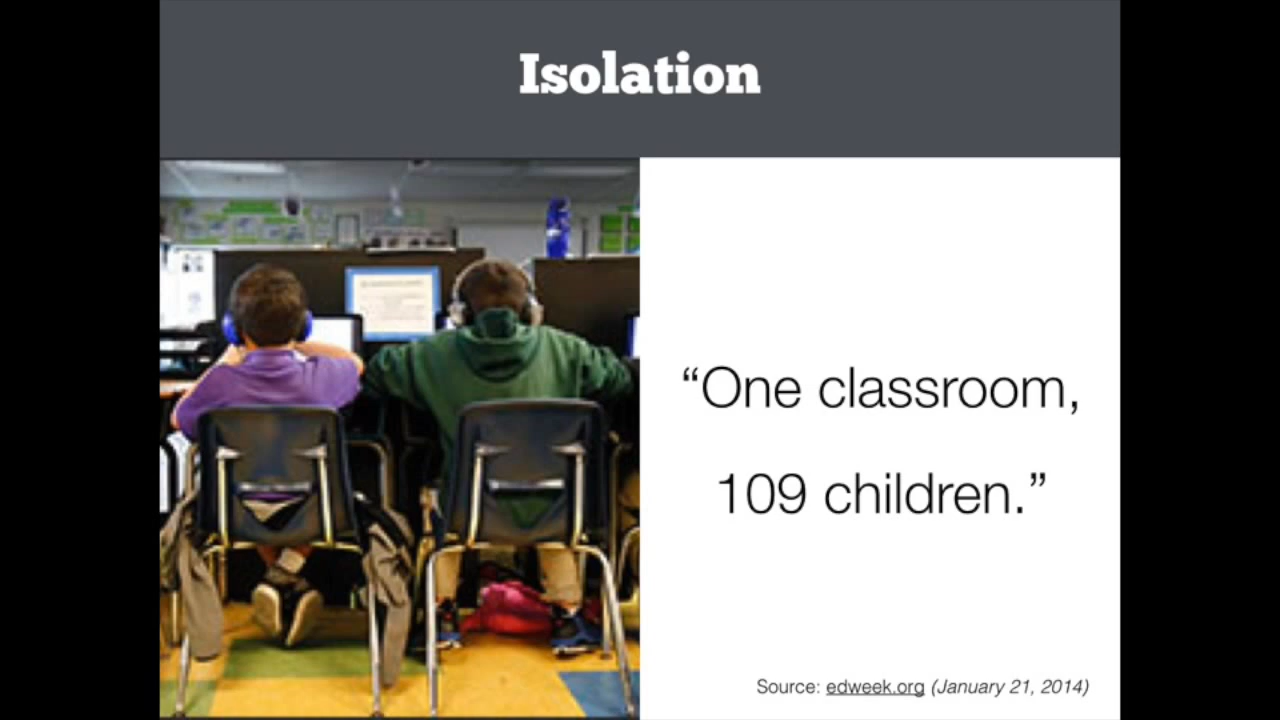 Isolation
“One classroom,
109 children.”
Source: edweek.org (January 21, 2014)